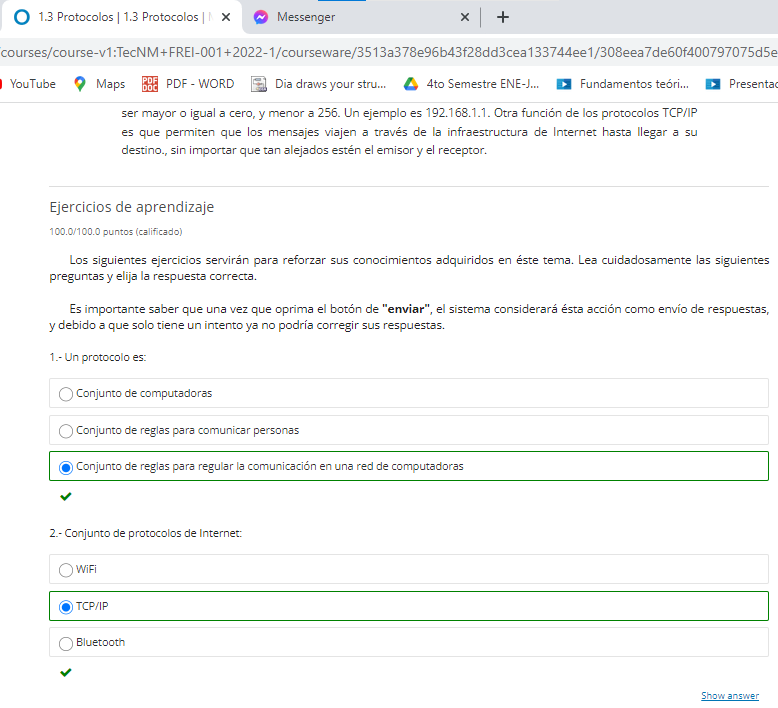 1.3 Protocolos | 1.3 Protocolos |
Messenger
courses/course-v1:TecNM+FREI-001+2022-1/courseware/3513a378e96b43f28dd3cea133744ee1/308eea7de60f400797075d5e
YouTube Maps PDF - WORD Dia draws your stru... 4to Semestre ENE-J... Fundamentos teóri... Presentac
ser mayor o igual a cero, y menor a 256. Un ejemplo es 192.168.1.1. Otra función de los protocolos TCP/IP
es que permiten que los mensajes viajen a través de la infraestructura de Internet hasta llegar a su
destino., sin importar que tan alejados estén el emisor y el receptor.
Ejercicios de aprendizaje
100.0/100.0 puntos (calificado)
Los siguientes ejercicios servirán para reforzar sus conocimientos adquiridos en éste tema. Lea cuidadosamente las siguientes
preguntas y elija la respuesta correcta.
Es importante saber que una vez que oprima el botón de "enviar", el sistema considerará ésta acción como envío de respuestas,
y debido a que solo tiene un intento ya no podría corregir sus respuestas.
1.- Un protocolo es:
Conjunto de computadoras
Conjunto de reglas para comunicar personas
Conjunto de reglas para regular la comunicación en una red de computadoras
2.- Conjunto de protocolos de Internet:
WiFi
TCP/IP
Bluetooth
Show answer